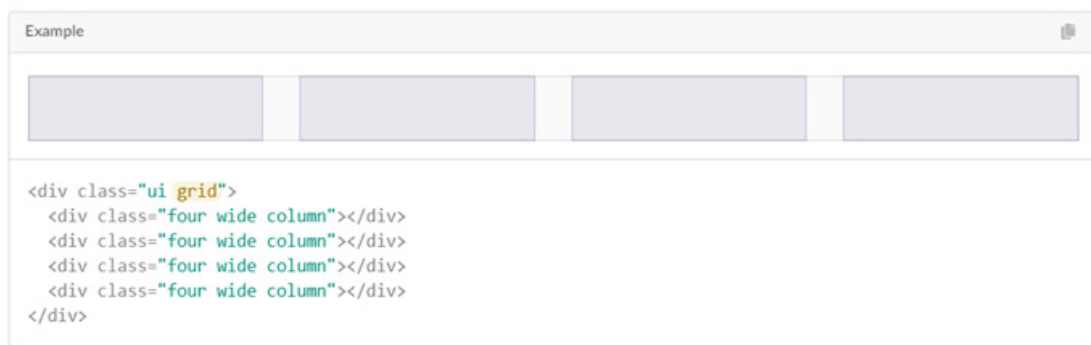 Example
<div class="ui grid">
<div class="four wide column"></div>
<div class="four wide column"></div>
<div class="four wide column"></div>
<div class="four wide column"></div>
</div>